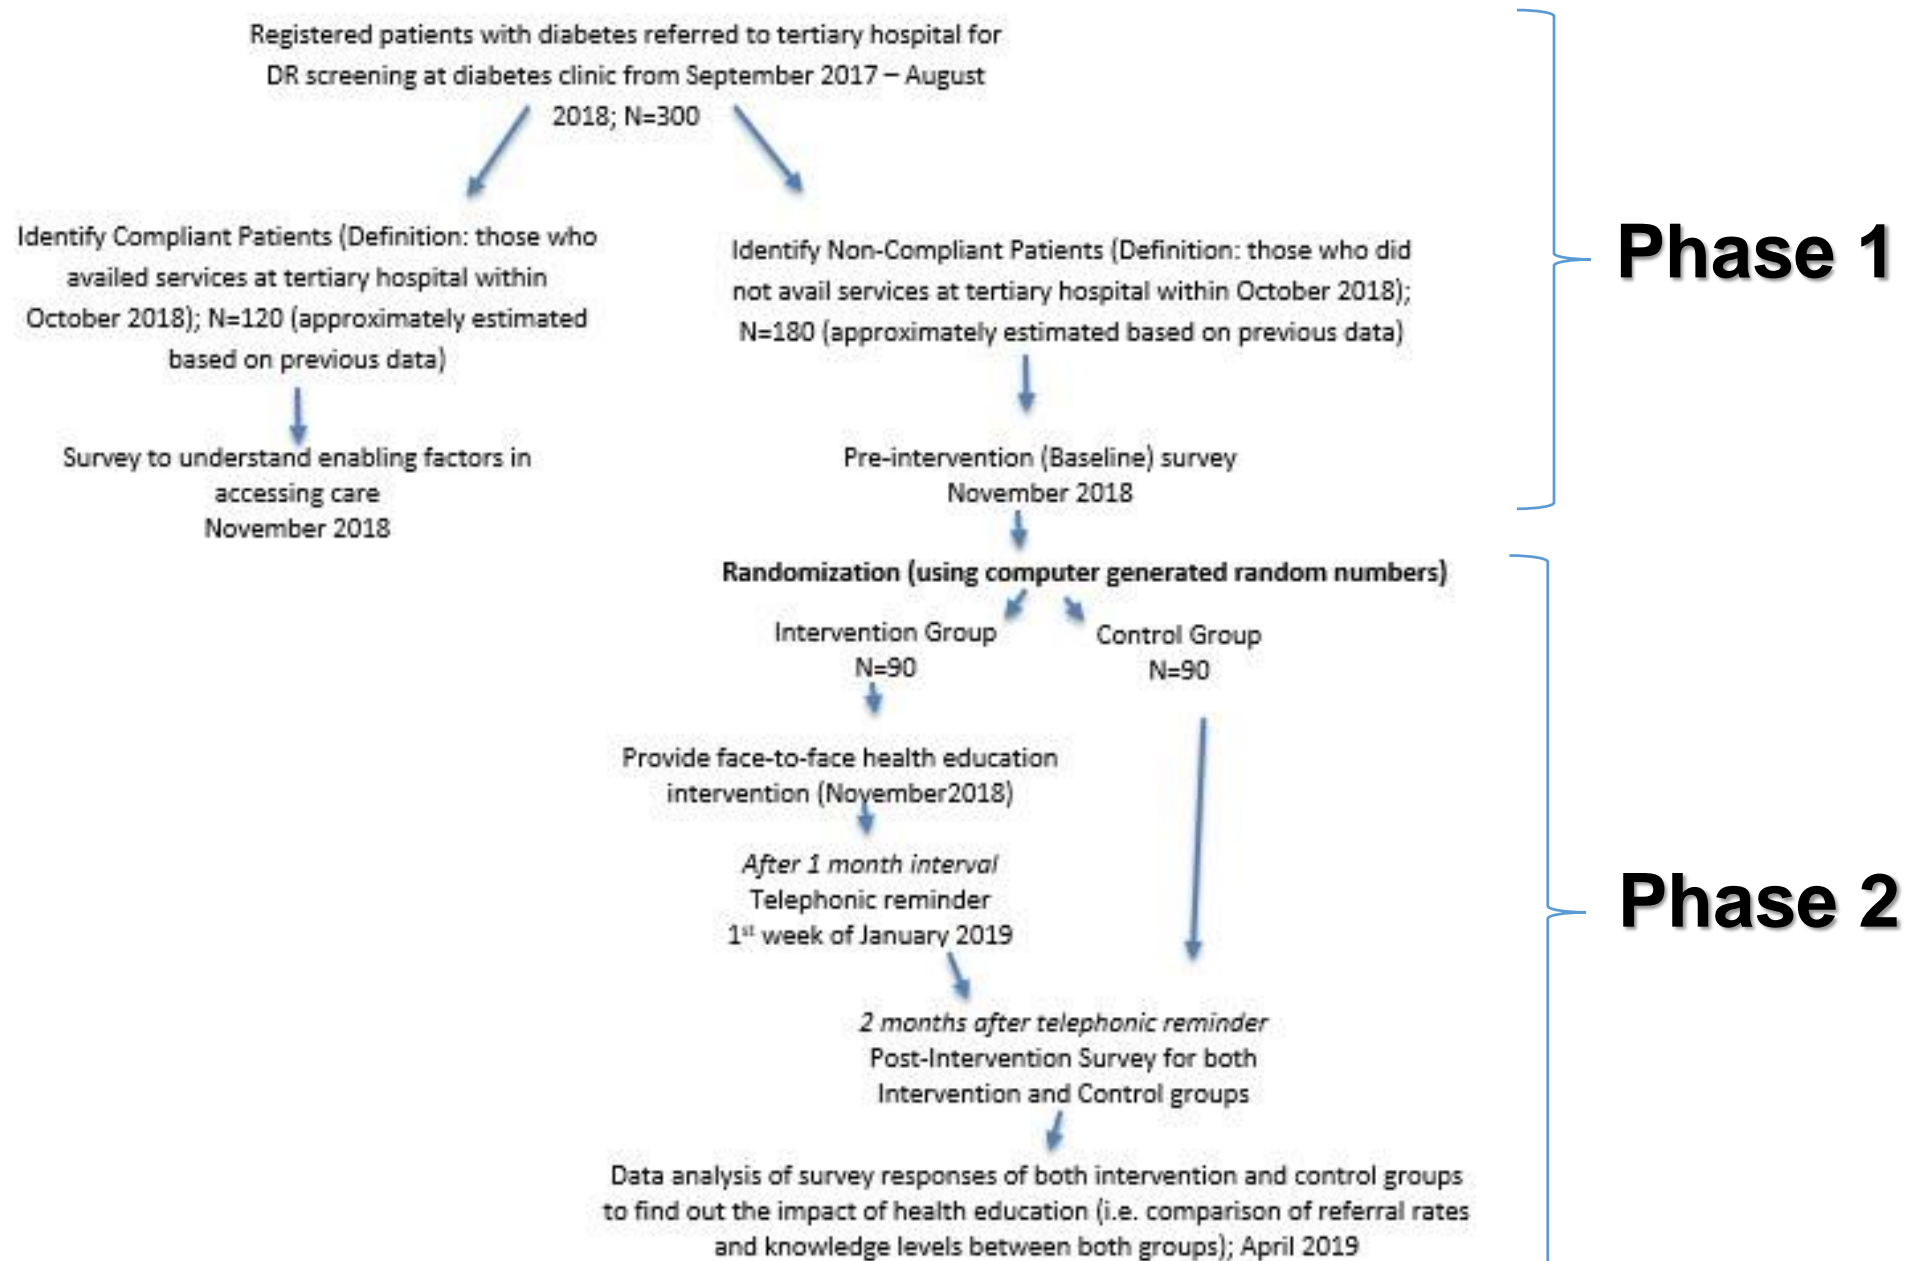 Registered patients with diabetes referred to tertiary hospital for
DR screening at diabetes clinic from September 2017 – August
2018; N=300
Identify Compliant Patients (Definition: those who
availed services at tertiary hospital within
October 2018); N=120 (approximately estimated
based on previous data)
Identify Non-Compliant Patients (Definition: those who did
not avail services at tertiary hospital within October 2018);
N=180 (approximately estimated based on previous data)
Phase 1
Survey to understand enabling factors in
accessing care
November 2018
Pre-intervention (Baseline) survey
November 2018
Randomization (using computer generated random numbers)
Intervention Group
N=90
Control Group
N=90
Provide face-to-face health education
intervention (November2018)
After 1 month interval
Telephonic reminder
1st week of January 2019
Phase 2
2 months after telephonic reminder
Post-Intervention Survey for both
Intervention and Control groups
Data analysis of survey responses of both intervention and control groups
to find out the impact of health education (i.e. comparison of referral rates
and knowledge levels between both groups); April 2019